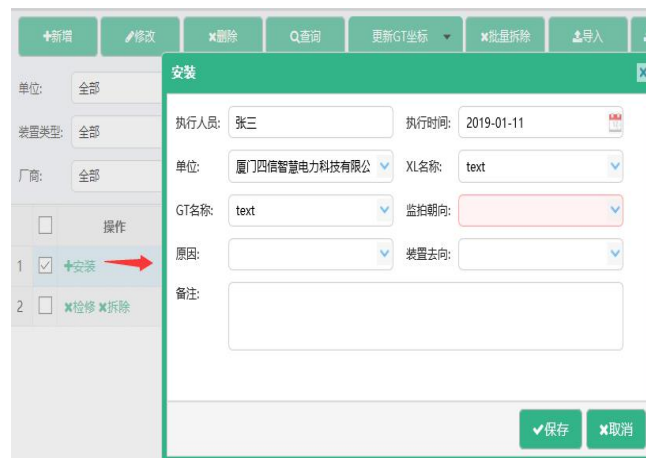 +新增 修改 ×删除 Q查询 更新GT坐标 ×批量拆除 导入
单位: 全部
装置类型: 全部
厂商: 全部
操作
1 +安装
2 ×检修 ×拆除
安装 ×
执行人员: 张三 执行时间: 2019-01-11
单位: 厦门四信智慧电力科技有限公 XL名称: text
GT名称: text 监拍朝向:
原因: 装置去向:
备注:
✔保存 ×取消